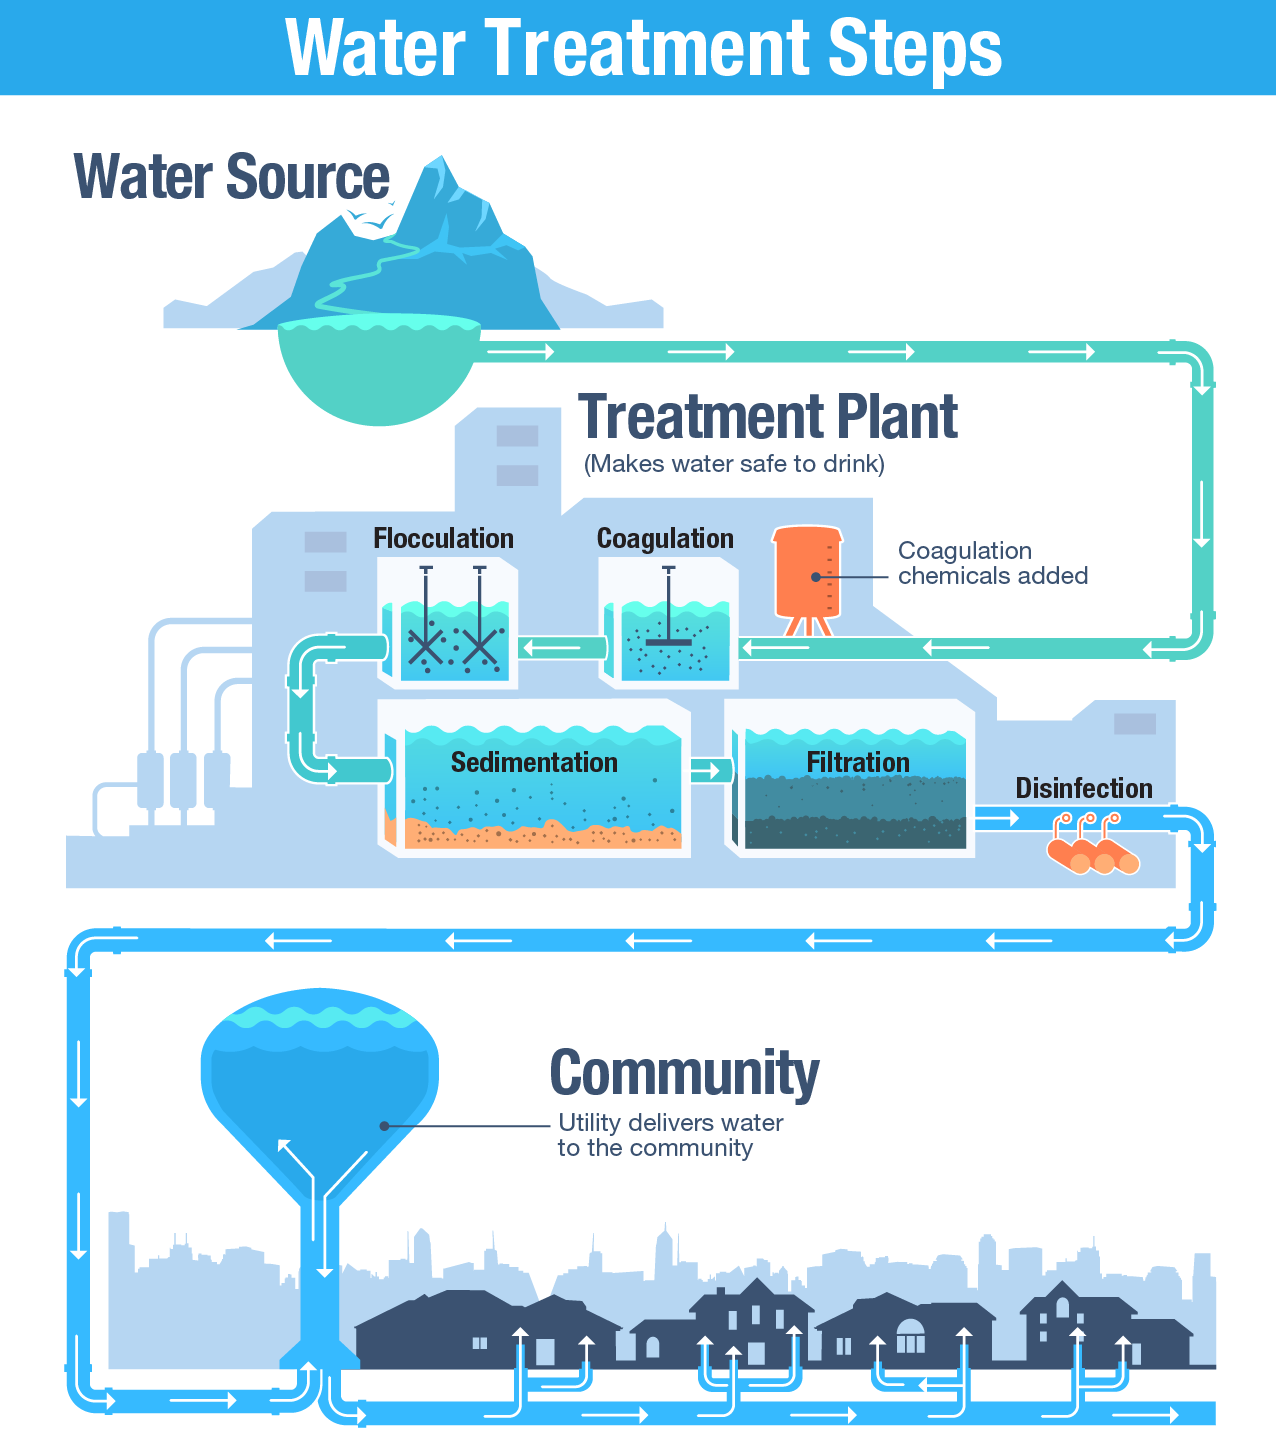 Water Treatment Steps
Water Source
Treatment Plant
(Makes water safe to drink)
Flocculation
Coagulation
Coagulation
chemicals added
Sedimentation
Filtration
Disinfection
Community
Utility delivers water
to the community